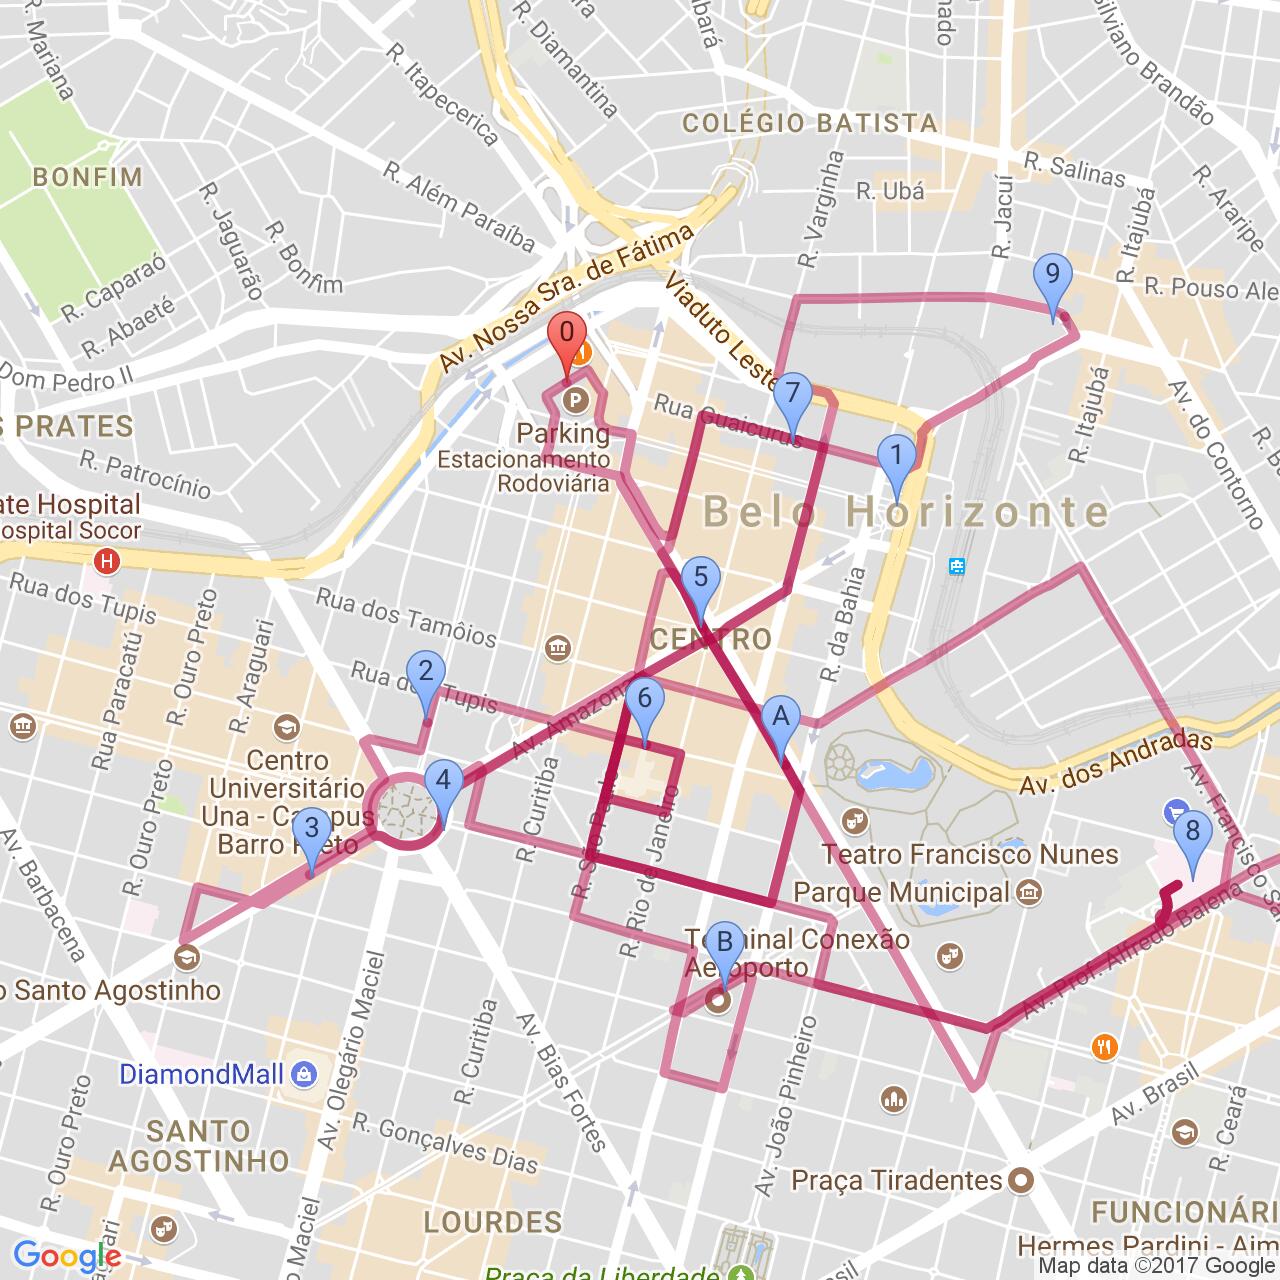 R. Mariana
R. Itapecerica
R. Diamantina
Silviano Brandão
COLÉGIO BATISTA
BONFIM
R. Além Paraíba
R. Varginha
R. Ubá
R. Salinas
R. Jacuí
R. Itajubá
R. Araripe
R. Jaguarão
R. Bonfim
R. Caparaó
R. Abaeté
Av. Nossa Sra. de Fátima
Viaduto Leste
R. Pouso Ale
9
0
7
Dom Pedro II
S PRATES
R. Patrocínio
P
Parking
Estacionamento
Rodoviária
Rua Guaicurus
1
R. Itajubá
Av. do Contorno
Belo Horizonte
ate Hospital
ospital Socor
H
Rua dos Tupis
R. Ouro Preto
Rua dos Tamôios
5
CENTRO
R. da Bahia
Rua Paracatú
R. Araguari
Rua dos Tupis
2
6
A
Av. Amazonas
Centro
Universitário
Una - Campus
Barro Preto
4
3
R. Ouro Preto
R. Curitiba
R. São Paulo
R. Rio de Janeiro
Av. dos Andradas
Av. Francisco Sa
8
Teatro Francisco Nunes
Parque Municipal
Av. Barbacena
o Santo Agostinho
B
Terminal Conexão
Aeroporto
Av. Prof. Alfredo Balena
Av. Olegário Maciel
DiamondMall
R. Curitiba
Av. Bias Fortes
Av. João Pinheiro
Av. Brasil
R. Ceará
R. Ouro Preto
SANTO
AGOSTINHO
R. Gonçalves Dias
Praça Tiradentes
LOURDES
FUNCIONÁRI
Hermes Pardini - Aim
Praça da Liberdade
Google
Map data ©2017 Google